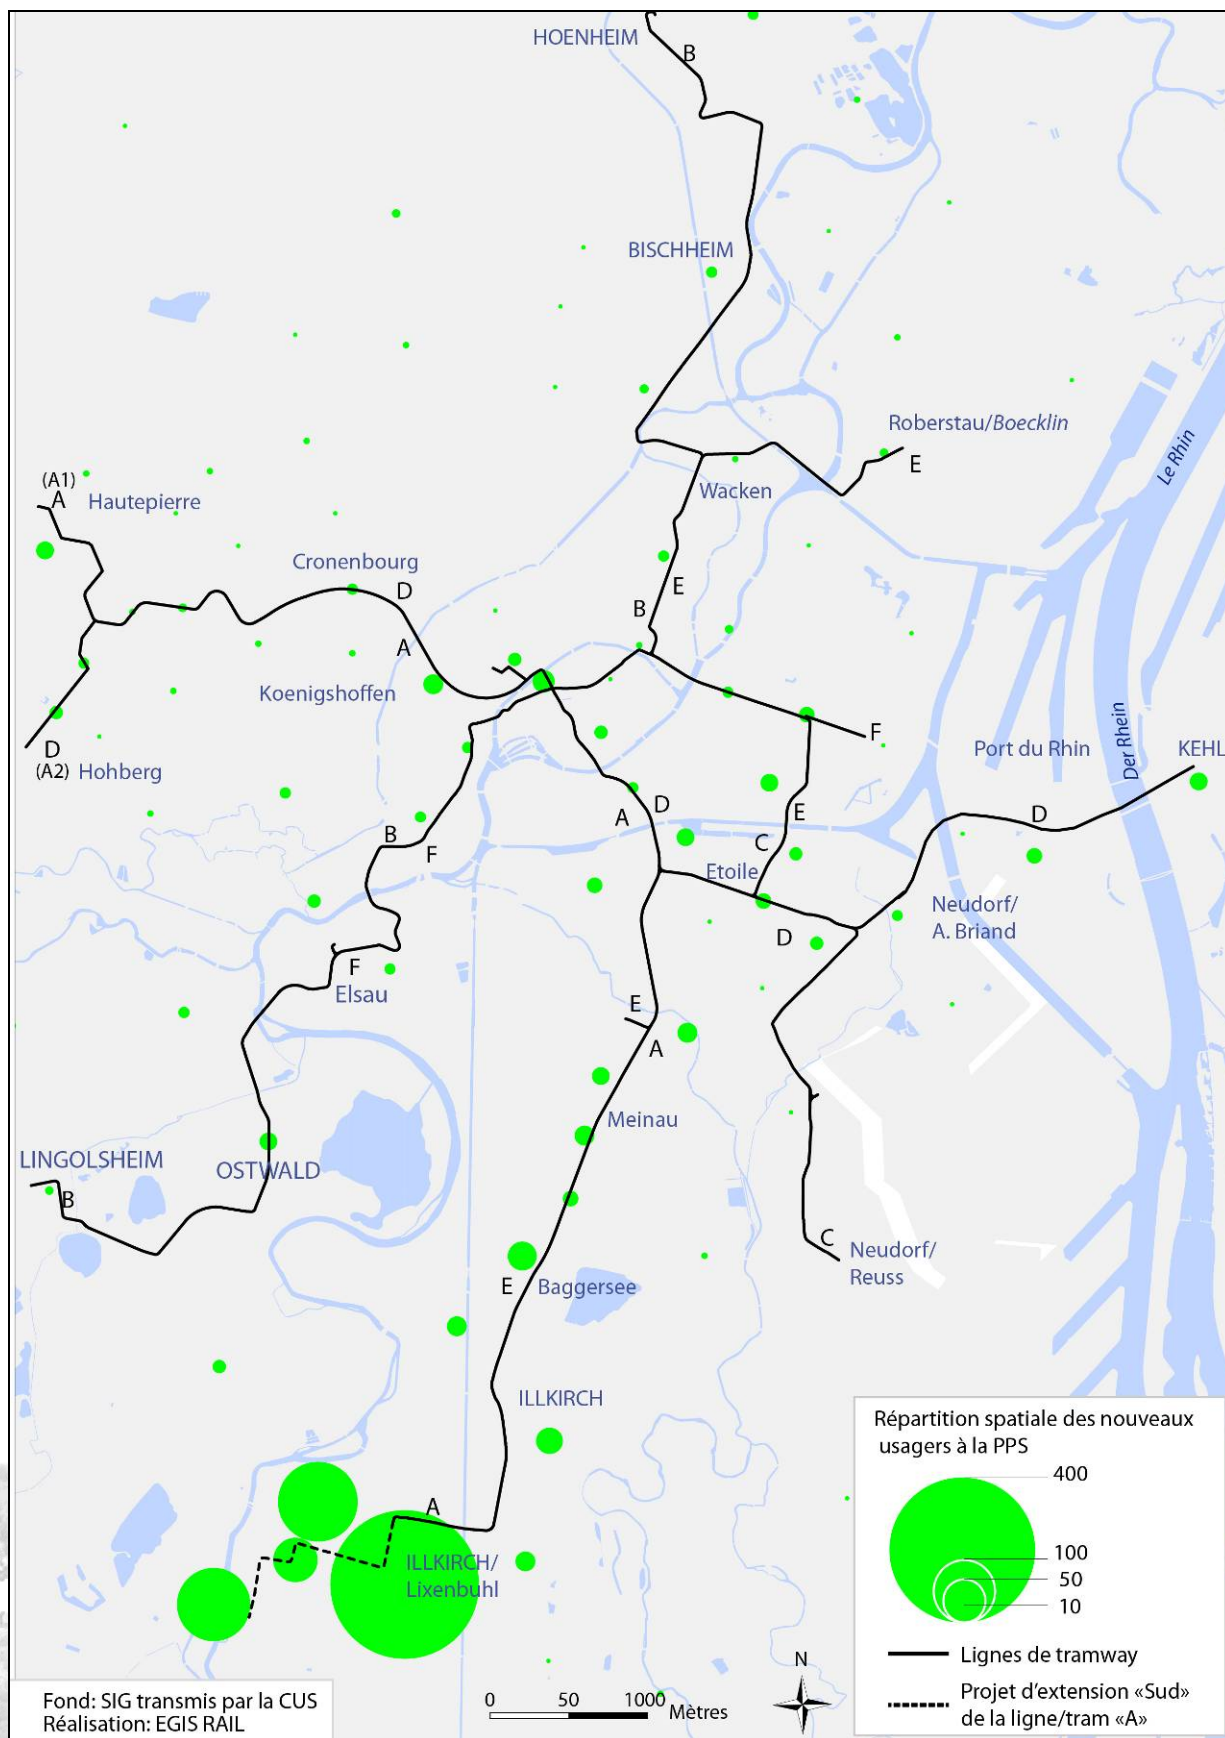 HOENHEIM
B
BISCHHEIM
Roberstau/Boecklin
E
Le Rhin
Wacken
(A1)
A
Hautepierre
Cronenbourg
D
E
B
A
Koenigshoffen
F
Port du Rhin
Der Rhein
KEHL
D
(A2) Hohberg
D
A
E
D
B
F
C
Etoile
Neudorf/
A. Briand
D
F
Elsau
E
A
Meinau
LINGOLSHEIM
OSTWALD
B
C
Neudorf/
Reuss
E
Baggersee
ILLKIRCH
A
ILLKIRCH/
Lixenbuhl
Répartition spatiale des nouveaux
usagers à la PPS
400
100
50
10
Lignes de tramway
Projet d'extension «Sud»
de la ligne/tram «A»
N
0 50 1000
Mètres
Fond: SIG transmis par la CUS
Réalisation: EGIS RAIL